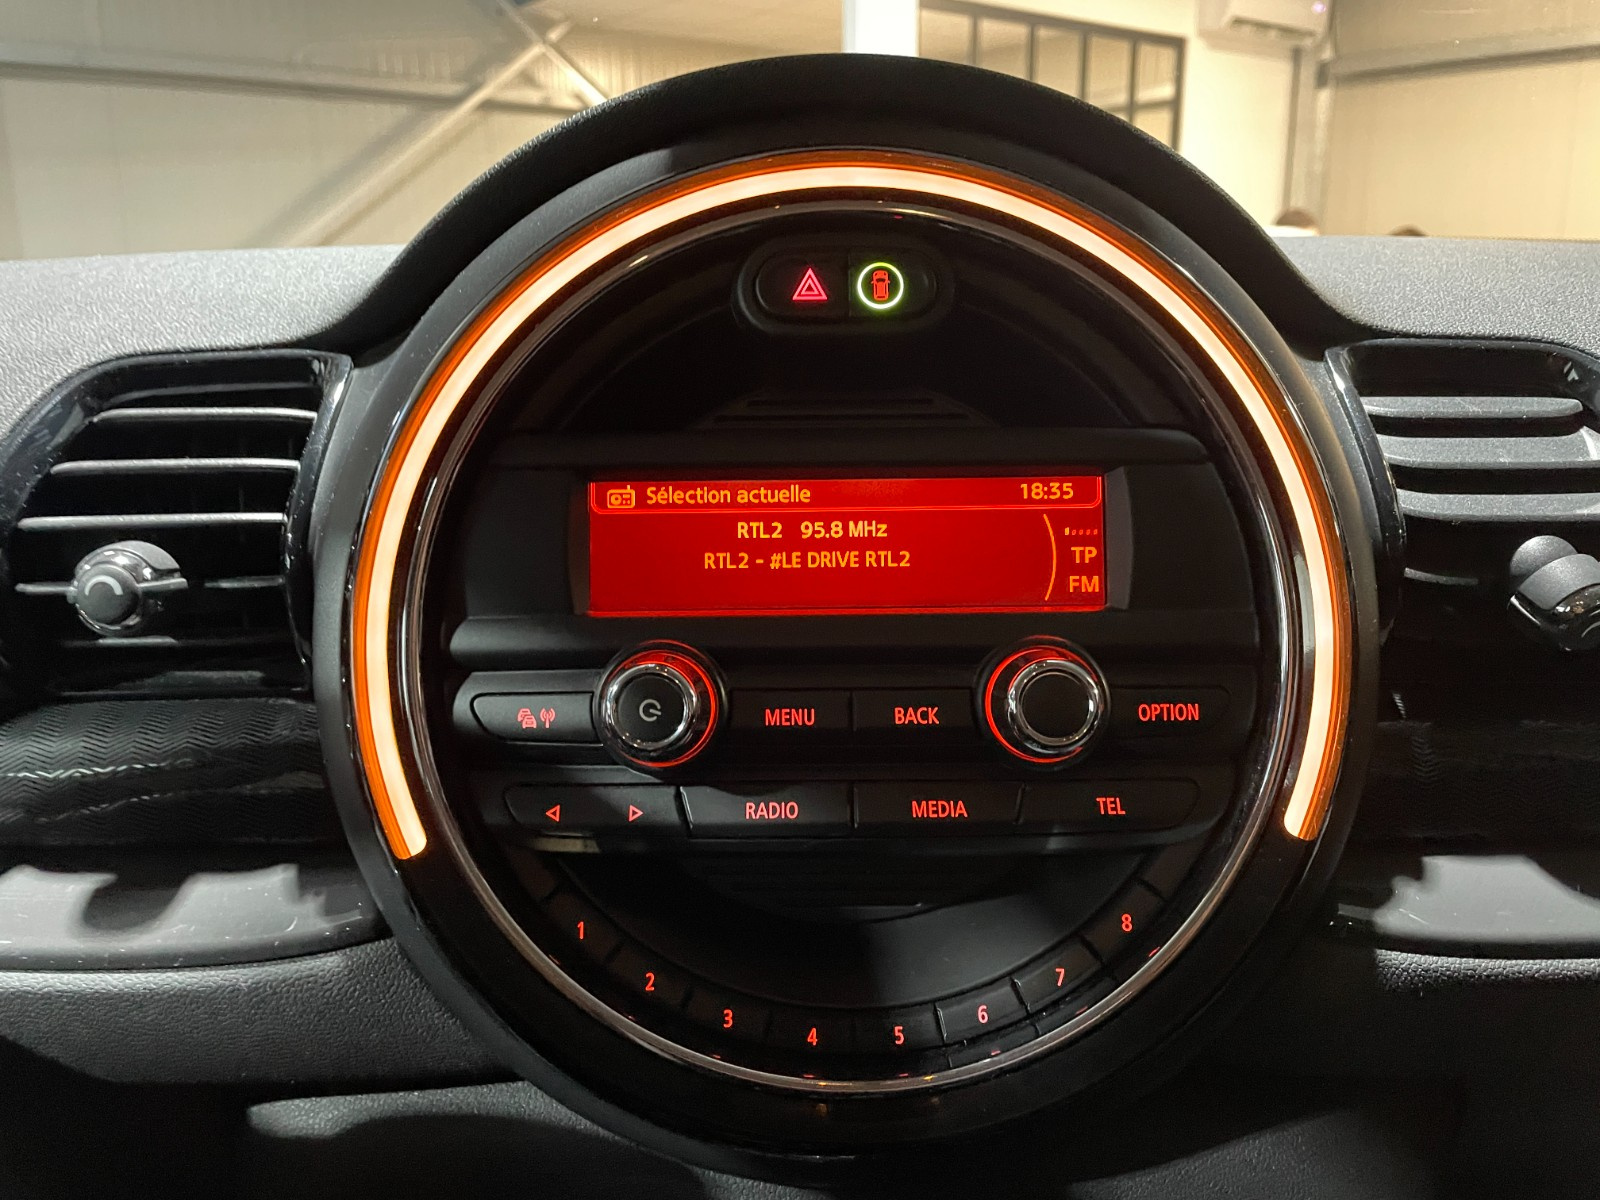 Sélection actuelle 18:35
RTL2 95.8 MHz
RTL2 - #LE DRIVE RTL2
TP
FM
MENU BACK OPTION
RADIO MEDIA TEL
1 2 3 4 5 6 7 8